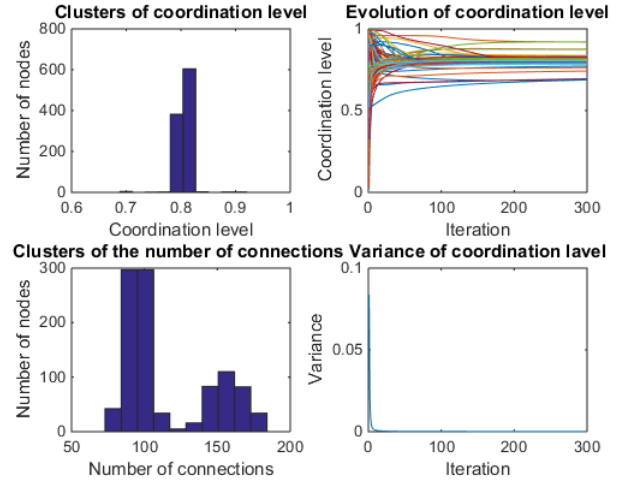 Clusters of coordination level
Number of nodes
800
600
400
200
0
0.6 0.7 0.8 0.9 1
Coordination level
Evolution of coordination level
Coordination level
1
0.5
0
0 100 200 300
Iteration
Clusters of the number of connections
Number of nodes
300
200
100
0
50 100 150 200
Number of connections
Variance of coordination lavel
Variance
0.1
0.05
0
0 100 200 300
Iteration